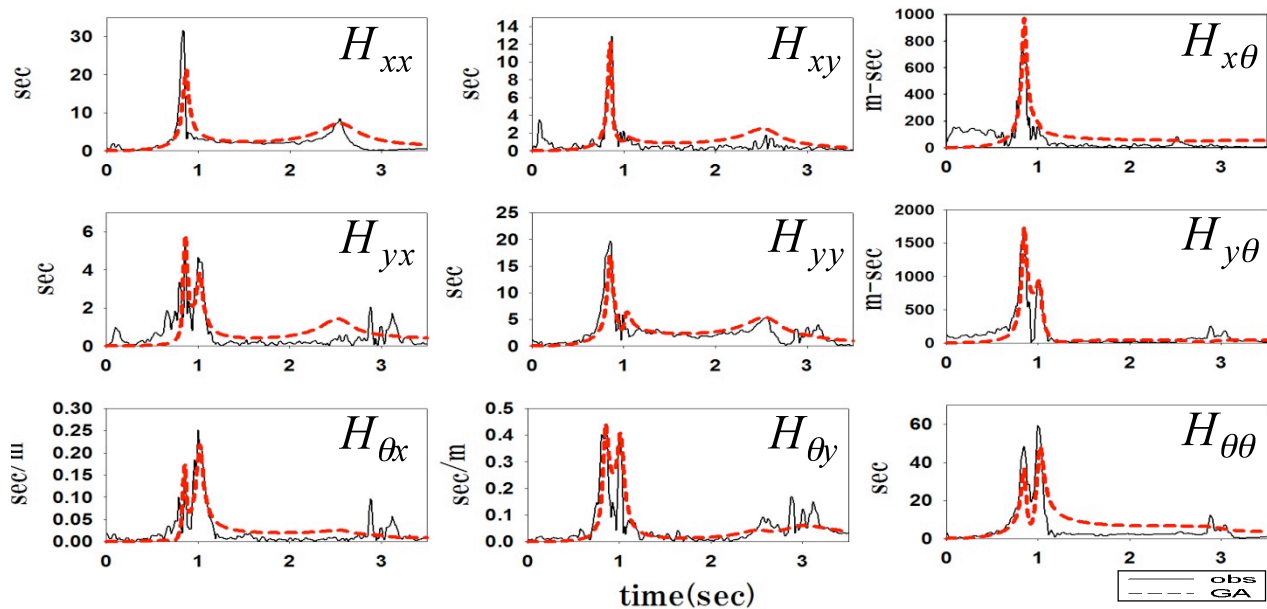 30
20
10
0
sec
H_xx
0 1 2 3
14
12
10
8
6
4
2
0
sec
H_xy
0 1 2 3
1000
800
600
400
200
0
m-sec
H_xθ
0 1 2 3
6
4
2
0
sec
H_yx
0 1 2 3
25
20
15
10
5
0
sec
H_yy
0 1 2 3
2000
1500
1000
500
0
m-sec
H_yθ
0 1 2 3
0.30
0.25
0.20
0.15
0.10
0.05
0.00
sec/m
H_θx
0 1 2 3
0.5
0.4
0.3
0.2
0.1
0.0
sec/m
H_θy
0 1 2 3
60
40
20
0
sec
H_θθ
0 1 2 3
time(sec)
obs
GA